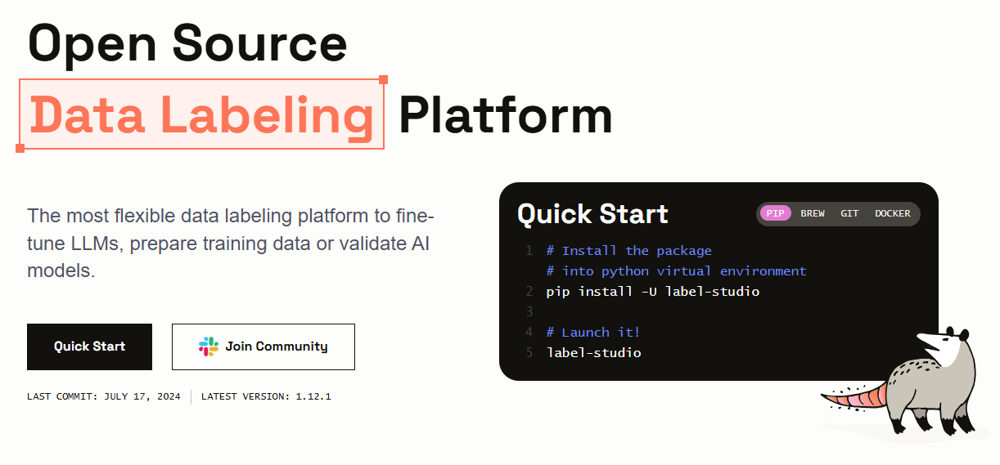 Open Source
Data Labeling Platform
The most flexible data labeling platform to fine-
tune LLMs, prepare training data or validate AI
models.
Quick Start
Join Community
LAST COMMIT: JULY 17, 2024
LATEST VERSION: 1.12.1
Quick Start
PIP BREW GIT DOCKER
1 # Install the package
# into python virtual environment
2 pip install -U label-studio
3
4 # Launch it!
5 label-studio